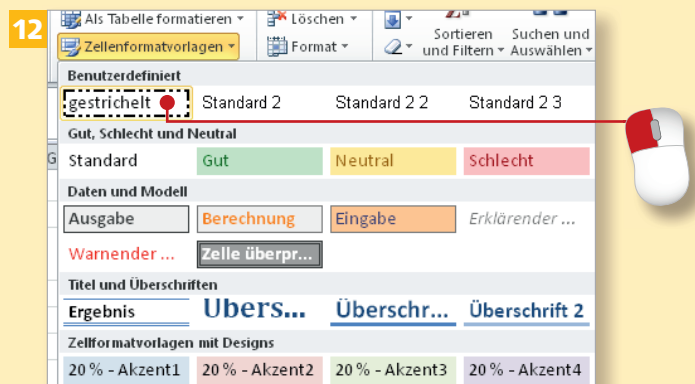 12
Als Tabelle formatieren
Löschen
Zellenformatvorlagen
Format
Sortieren und Filtern
Suchen und Auswählen
Benutzerdefiniert
gestrichelt Standard 2 Standard 2 2 Standard 2 3
Gut, Schlecht und Neutral
G
Standard Gut Neutral Schlecht
Daten und Modell
Ausgabe Berechnung Eingabe Erklärender ...
Warnender ... Zelle überpr...
Titel und Überschriften
Ergebnis Übers... Überschr... Überschrift 2
Zellformatvorlagen mit Designs
20 % - Akzent1 20 % - Akzent2 20 % - Akzent3 20 % - Akzent4